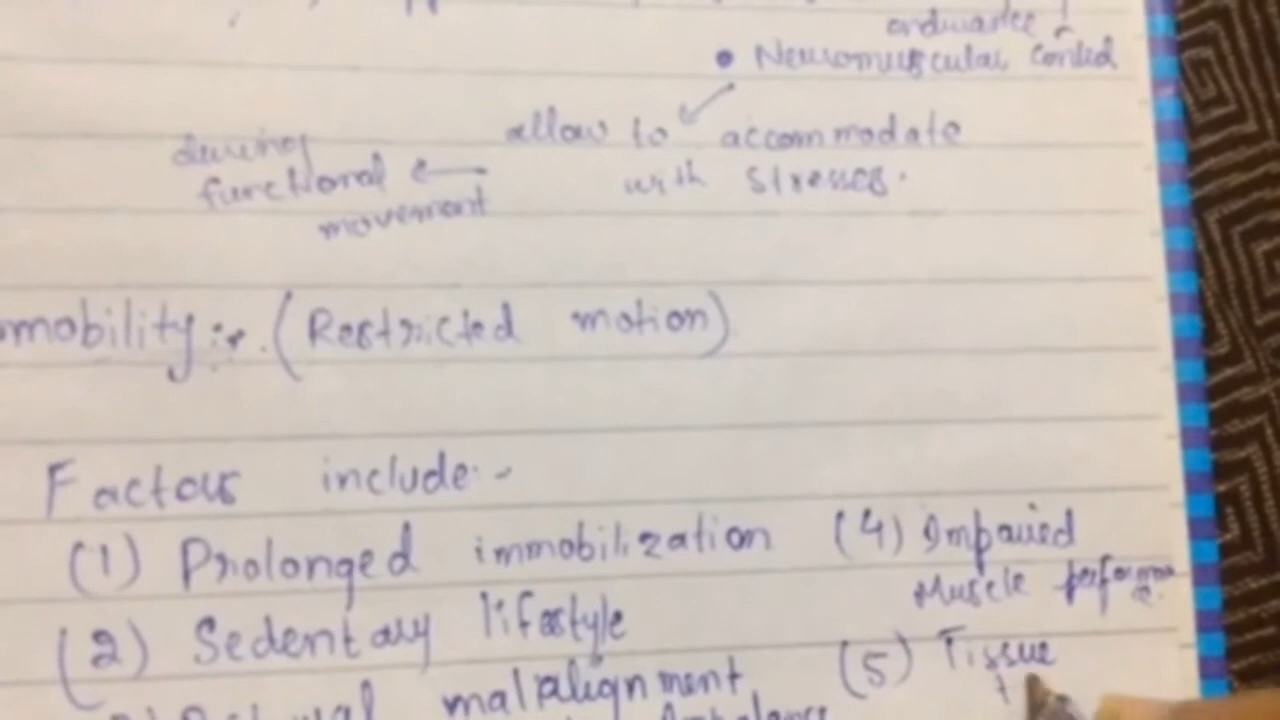 • Neuromuscular control
allow to accommodate
with stresses.
during
functional
movement
mobility :- (Restricted motion)
Factors include :-
(1) Prolonged immobilization
(2) Sedentary lifestyle
malalignment
(4) Impaired
Muscle performa
(5) Tissue